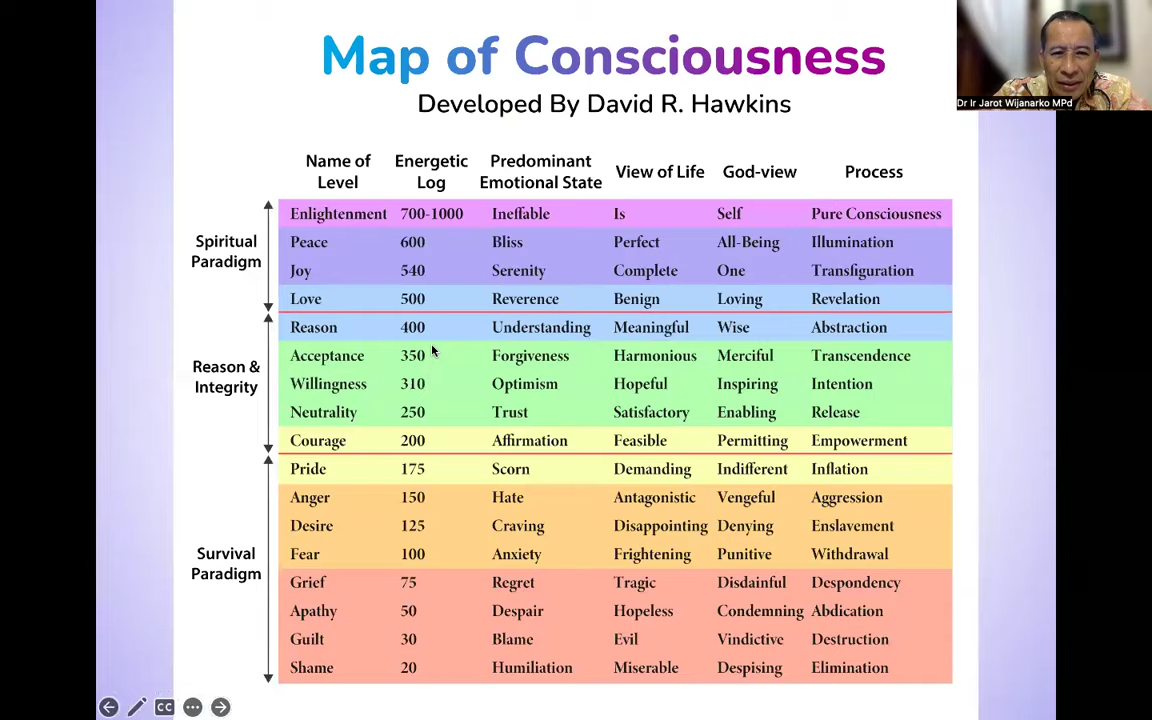 Map of Consciousness
Developed By David R. Hawkins
Dr Ir Jarot Wijanarko MPd
Name of Level Energetic Log Predominant Emotional State View of Life God-view Process
Spiritual Paradigm
Enlightenment 700-1000 Ineffable Is Self Pure Consciousness
Peace 600 Bliss Perfect All-Being Illumination
Joy 540 Serenity Complete One Transfiguration
Love 500 Reverence Benign Loving Revelation
Reason & Integrity
Reason 400 Understanding Meaningful Wise Abstraction
Acceptance 350 Forgiveness Harmonious Merciful Transcendence
Willingness 310 Optimism Hopeful Inspiring Intention
Neutrality 250 Trust Satisfactory Enabling Release
Courage 200 Affirmation Feasible Permitting Empowerment
Survival Paradigm
Pride 175 Scorn Demanding Indifferent Inflation
Anger 150 Hate Antagonistic Vengeful Aggression
Desire 125 Craving Disappointing Denying Enslavement
Fear 100 Anxiety Frightening Punitive Withdrawal
Grief 75 Regret Tragic Disdainful Despondency
Apathy 50 Despair Hopeless Condemning Abdication
Guilt 30 Blame Evil Vindictive Destruction
Shame 20 Humiliation Miserable Despising Elimination
CC